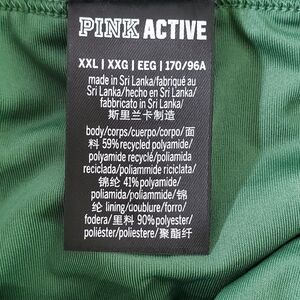 PINK ACTIVE
XXL | XXG | EEG | 170/96A
made in Sri Lanka/fabriqué au
Sri Lanka/hecho en Sri Lanka/
fabbricato in Sri Lanka/
斯里兰卡制造
body/corps/cuerpo/corpo/面
料 59% recycled polyamide/
polyamide recyclé/poliamida
reciclada/poliammide riciclata/
锦纶 41% polyamide/
polyamida/poliammide/锦
纶 lining/doublure/forro/
fodera/里料 90% polyester/
poliéster/poliestere/聚酯纤